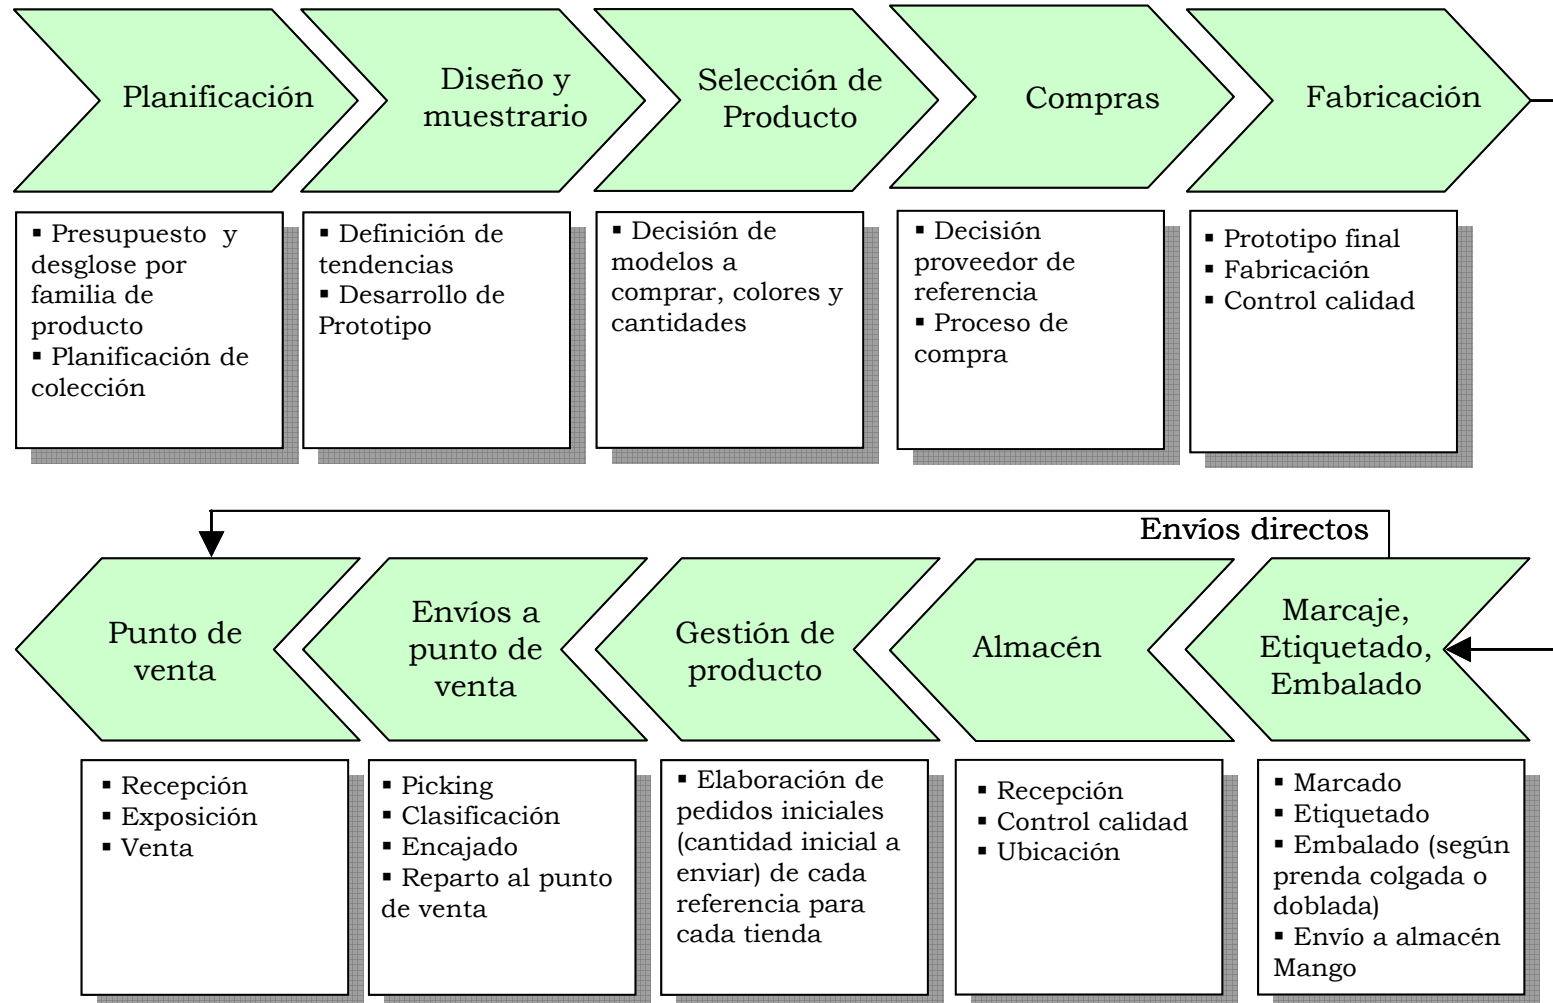 Planificación
Diseño y
muestrario
Selección de
Producto
Compras
Fabricación
▪ Presupuesto y
desglose por
familia de
producto
▪ Planificación de
colección
▪ Definición de
tendencias
▪ Desarrollo de
Prototipo
▪ Decisión de
modelos a
comprar, colores y
cantidades
▪ Decisión
proveedor de
referencia
▪ Proceso de
compra
▪ Prototipo final
▪ Fabricación
▪ Control calidad
Envíos directos
Punto de
venta
Envíos a
punto de
venta
Gestión de
producto
Almacén
Marcaje,
Etiquetado,
Embalado
▪ Recepción
▪ Exposición
▪ Venta
▪ Picking
▪ Clasificación
▪ Encajado
▪ Reparto al punto
de venta
▪ Elaboración de
pedidos iniciales
(cantidad inicial a
enviar) de cada
referencia para
cada tienda
▪ Recepción
▪ Control calidad
▪ Ubicación
▪ Marcado
▪ Etiquetado
▪ Embalado (según
prenda colgada o
doblada)
▪ Envío a almacén
Mango